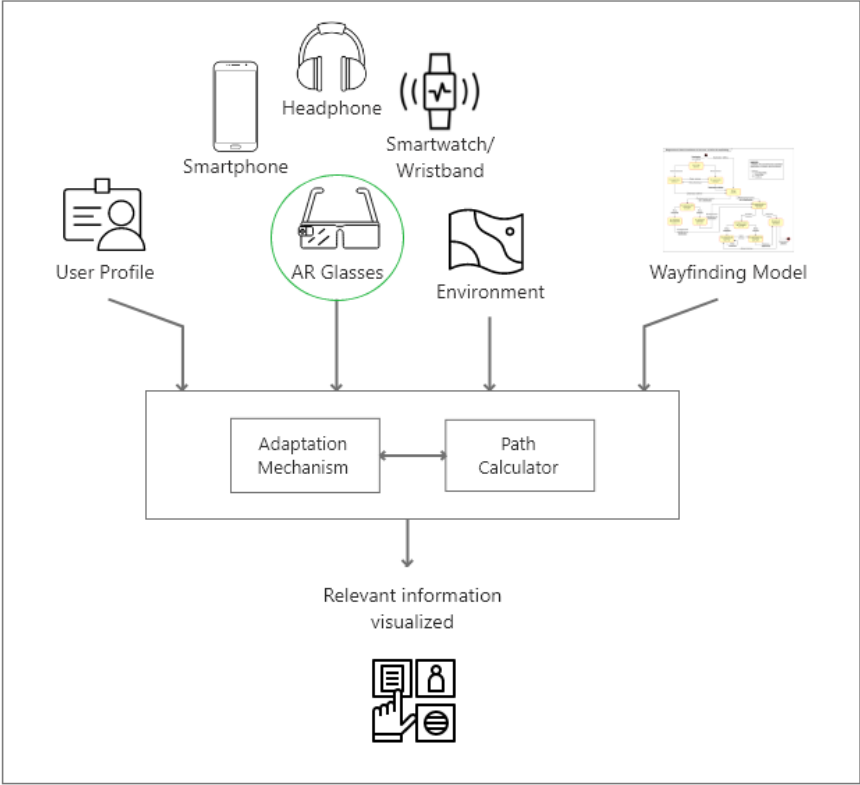 Headphone
Smartphone
Smartwatch/
Wristband
User Profile
AR Glasses
Environment
Wayfinding Model
Adaptation
Mechanism
Path
Calculator
Relevant information
visualized